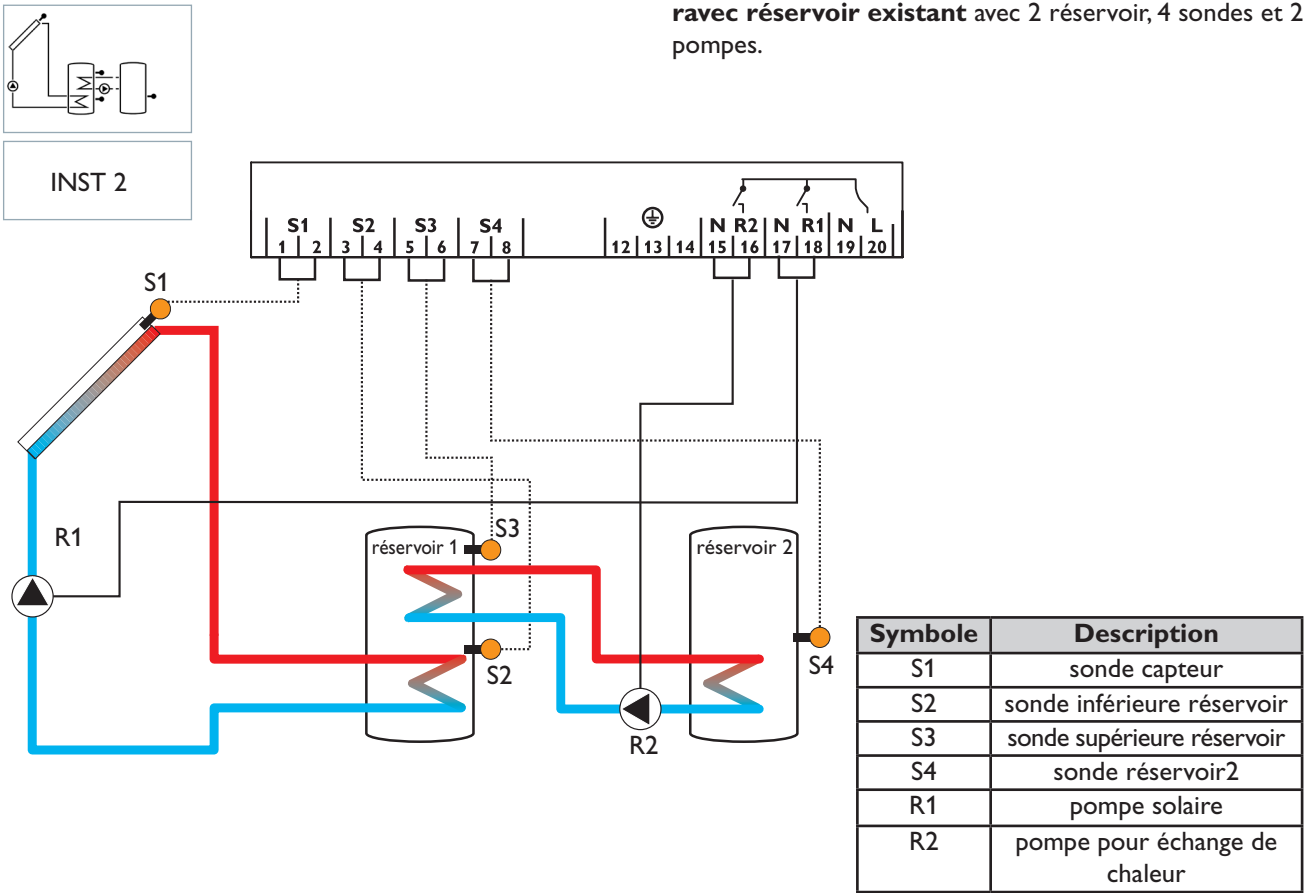 ravec réservoir existant avec 2 réservoir, 4 sondes et 2
pompes.
INST 2
S1 S2 S3 S4 N R2 N R1 N L
1 2 3 4 5 6 7 8 12 13 14 15 16 17 18 19 20
S1
R1
réservoir 1
S3
S2
réservoir 2
S4
R2
Symbole Description
S1 sonde capteur
S2 sonde inférieure réservoir
S3 sonde supérieure réservoir
S4 sonde réservoir2
R1 pompe solaire
R2 pompe pour échange de
chaleur